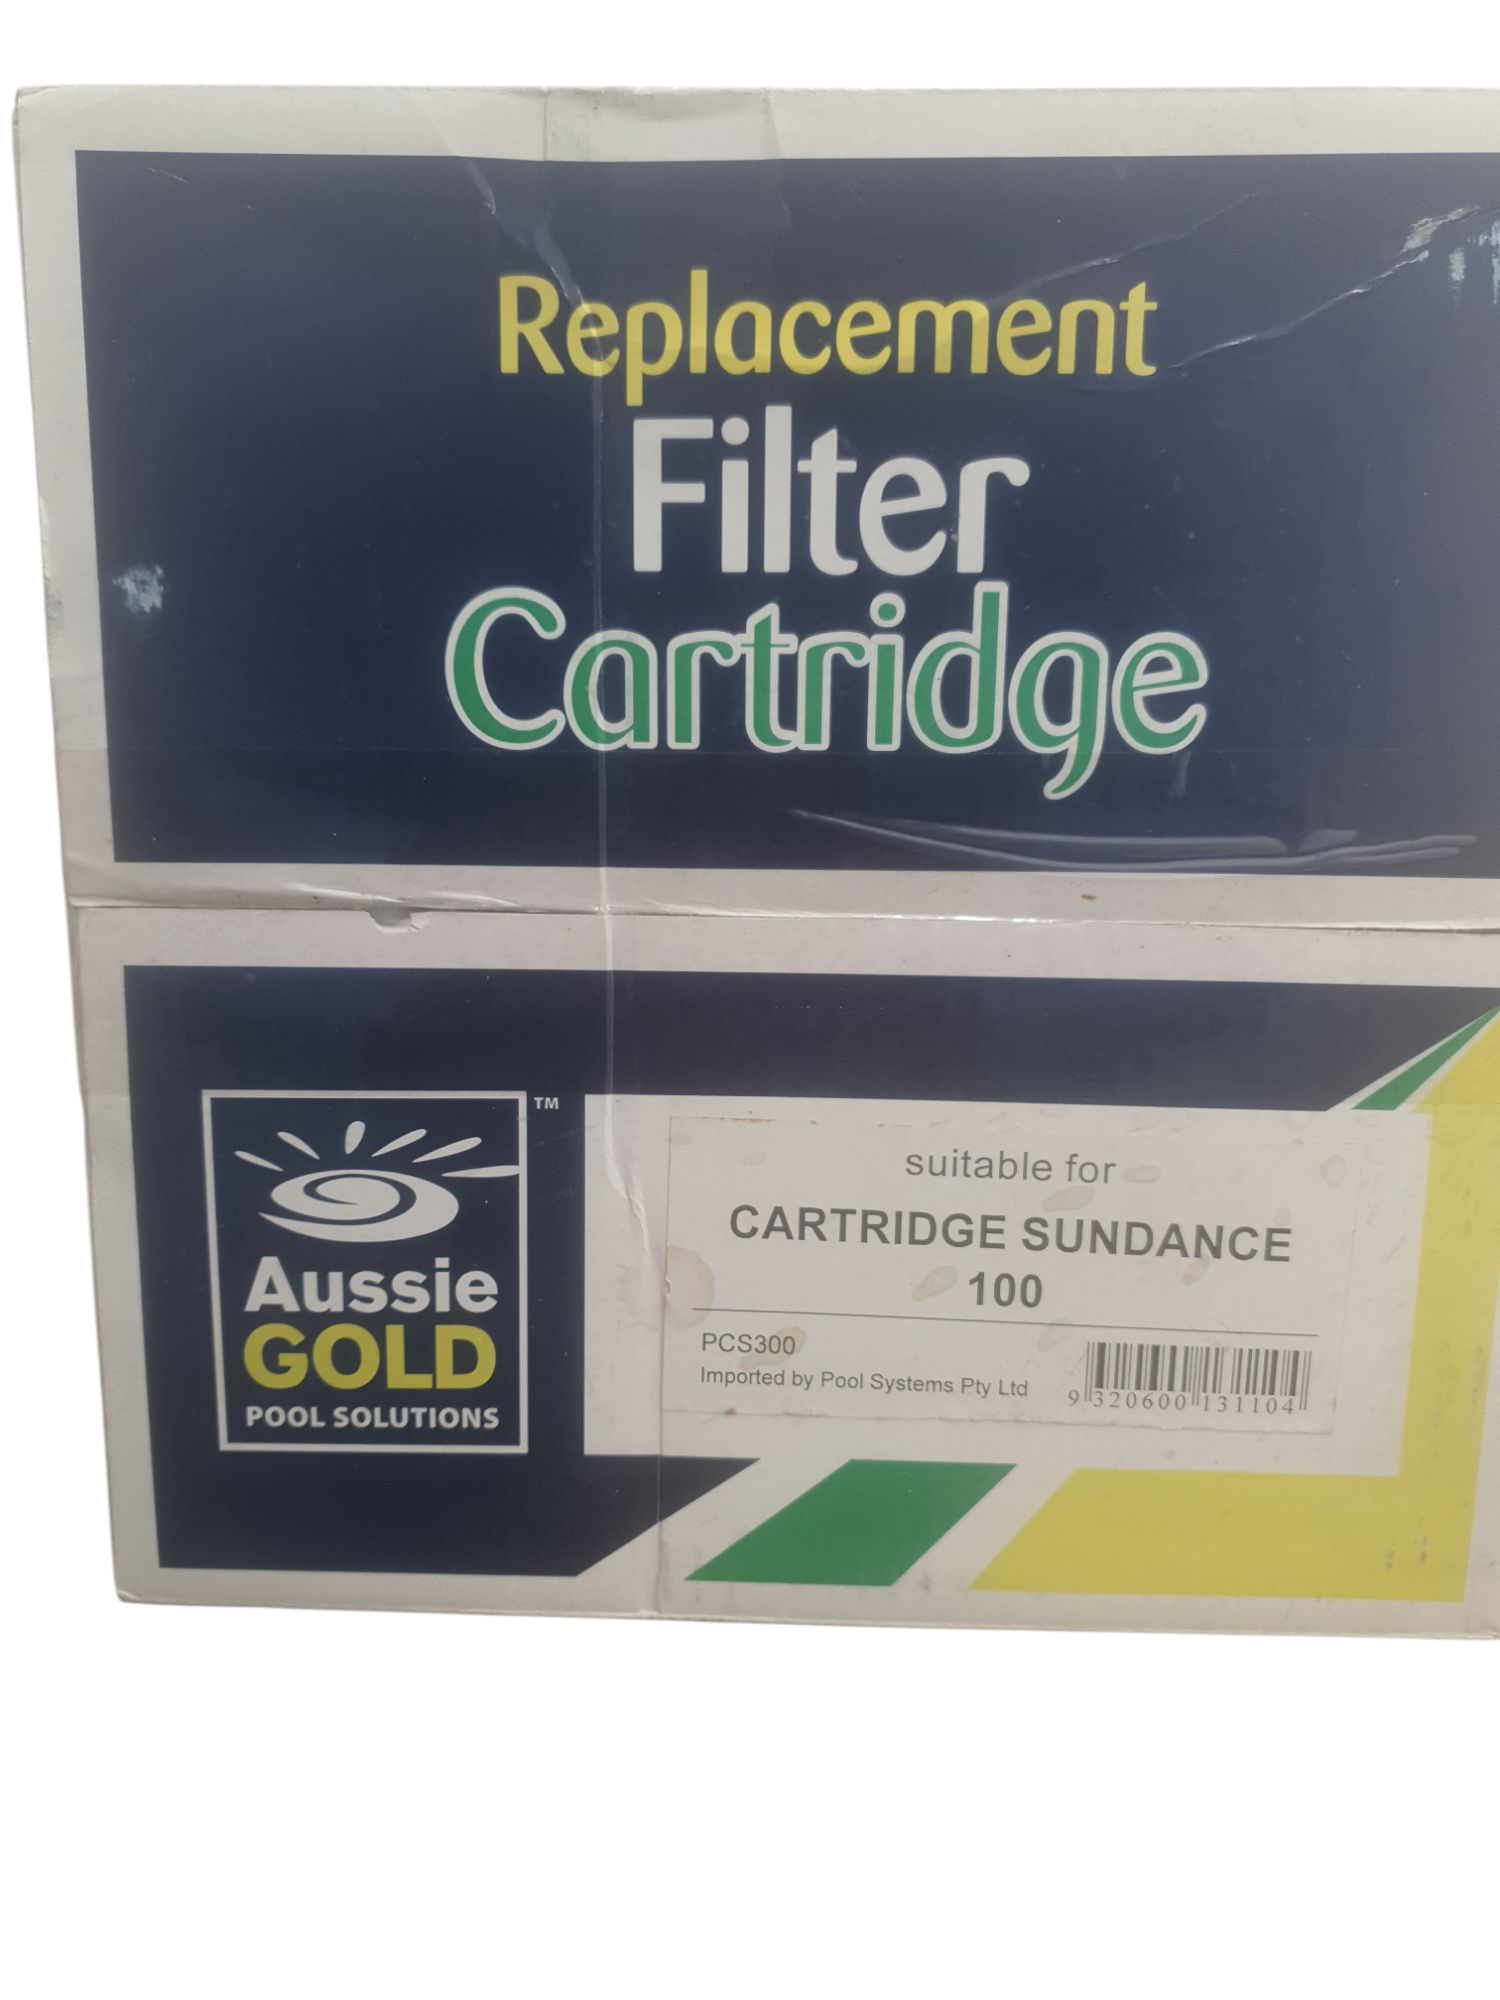 Replacement
Filter
Cartridge
TM
Aussie
GOLD
POOL SOLUTIONS
suitable for
CARTRIDGE SUNDANCE
100
PCS300
Imported by Pool Systems Pty Ltd
9 320600 131104